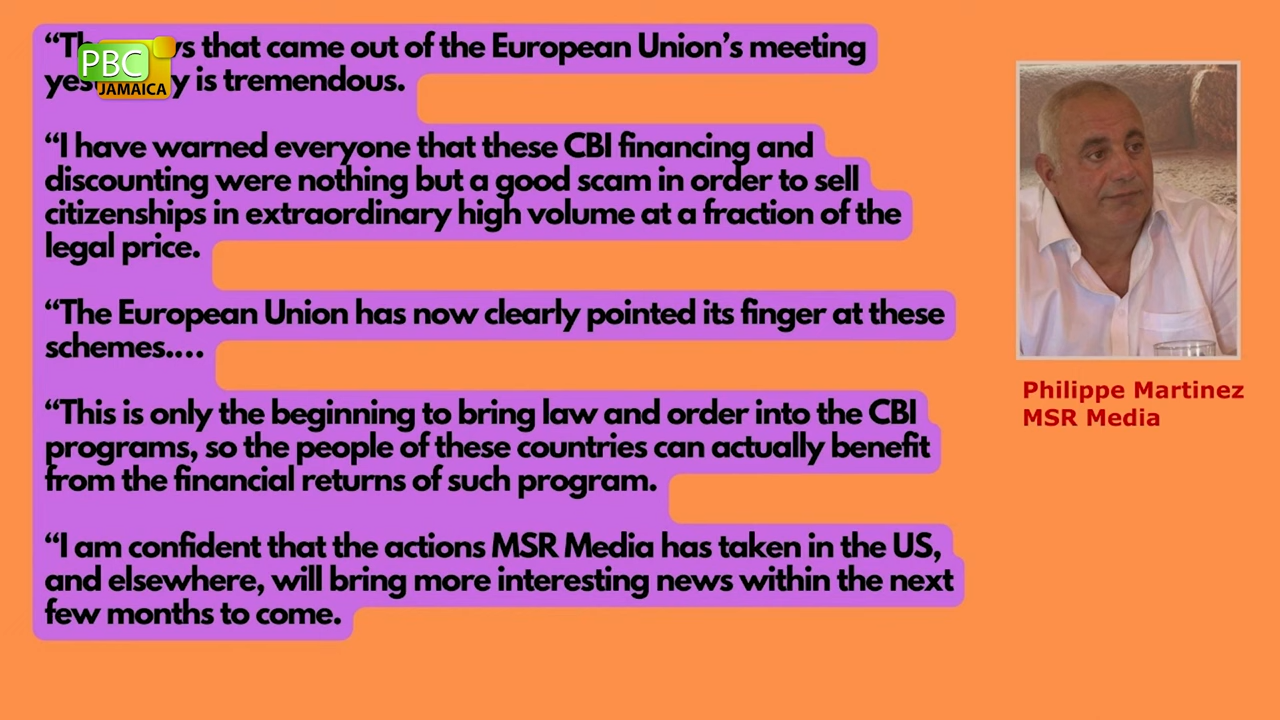 “Th ys that came out of the European Union’s meeting
yes y is tremendous.
PBC
JAMAICA
“I have warned everyone that these CBI financing and
discounting were nothing but a good scam in order to sell
citizenships in extraordinary high volume at a fraction of the
legal price.
“The European Union has now clearly pointed its finger at these
schemes....
“This is only the beginning to bring law and order into the CBI
programs, so the people of these countries can actually benefit
from the financial returns of such program.
“I am confident that the actions MSR Media has taken in the US,
and elsewhere, will bring more interesting news within the next
few months to come.
Philippe Martinez
MSR Media